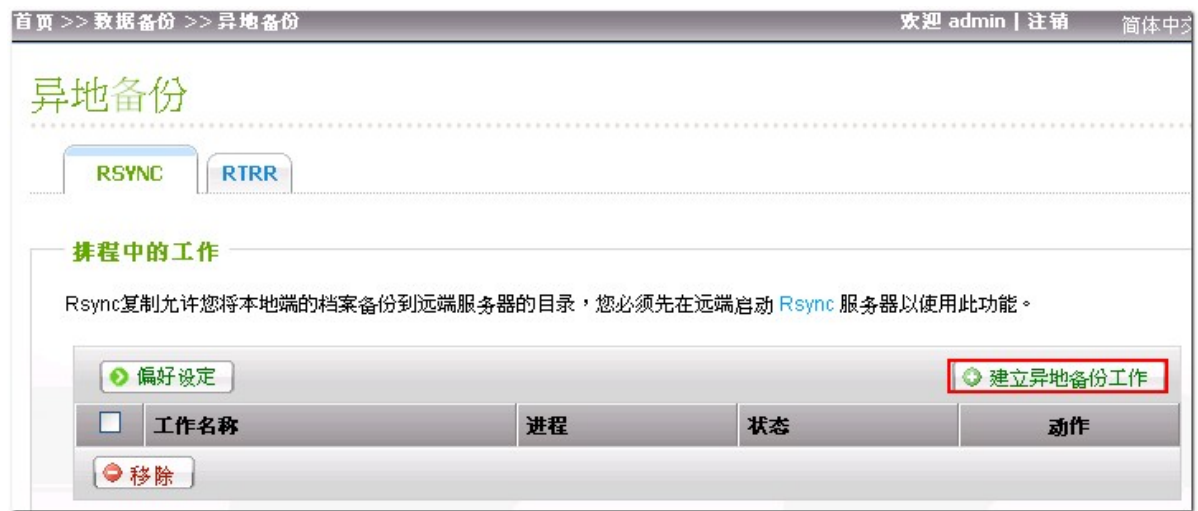 首页 >> 数据备份 >> 异地备份 欢迎 admin | 注销 简体中文
异地备份
RSYNC RTRR
排程中的工作
Rsync复制允许您将本地端的档案备份到远端服务器的目录，您必须先在远端启动 Rsync 服务器以使用此功能。
偏好设定 建立异地备份工作
工作名称 进程 状态 动作
移除